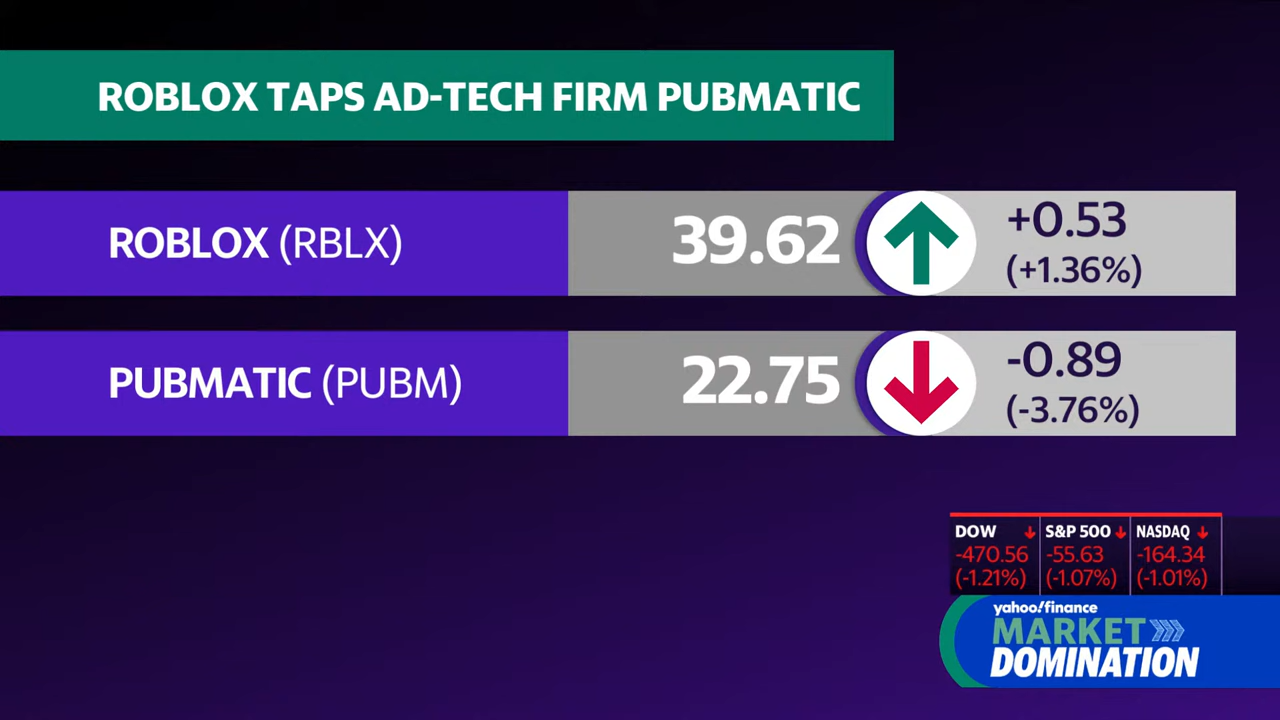 ROBLOX TAPS AD-TECH FIRM PUBMATIC
ROBLOX (RBLX) 39.62 +0.53
(+1.36%)
PUBMATIC (PUBM) 22.75 -0.89
(-3.76%)
DOW S&P 500 NASDAQ
-470.56 -55.63 -164.34
(-1.21%) (-1.07%) (-1.01%)
yahoo!finance
MARKET
DOMINATION